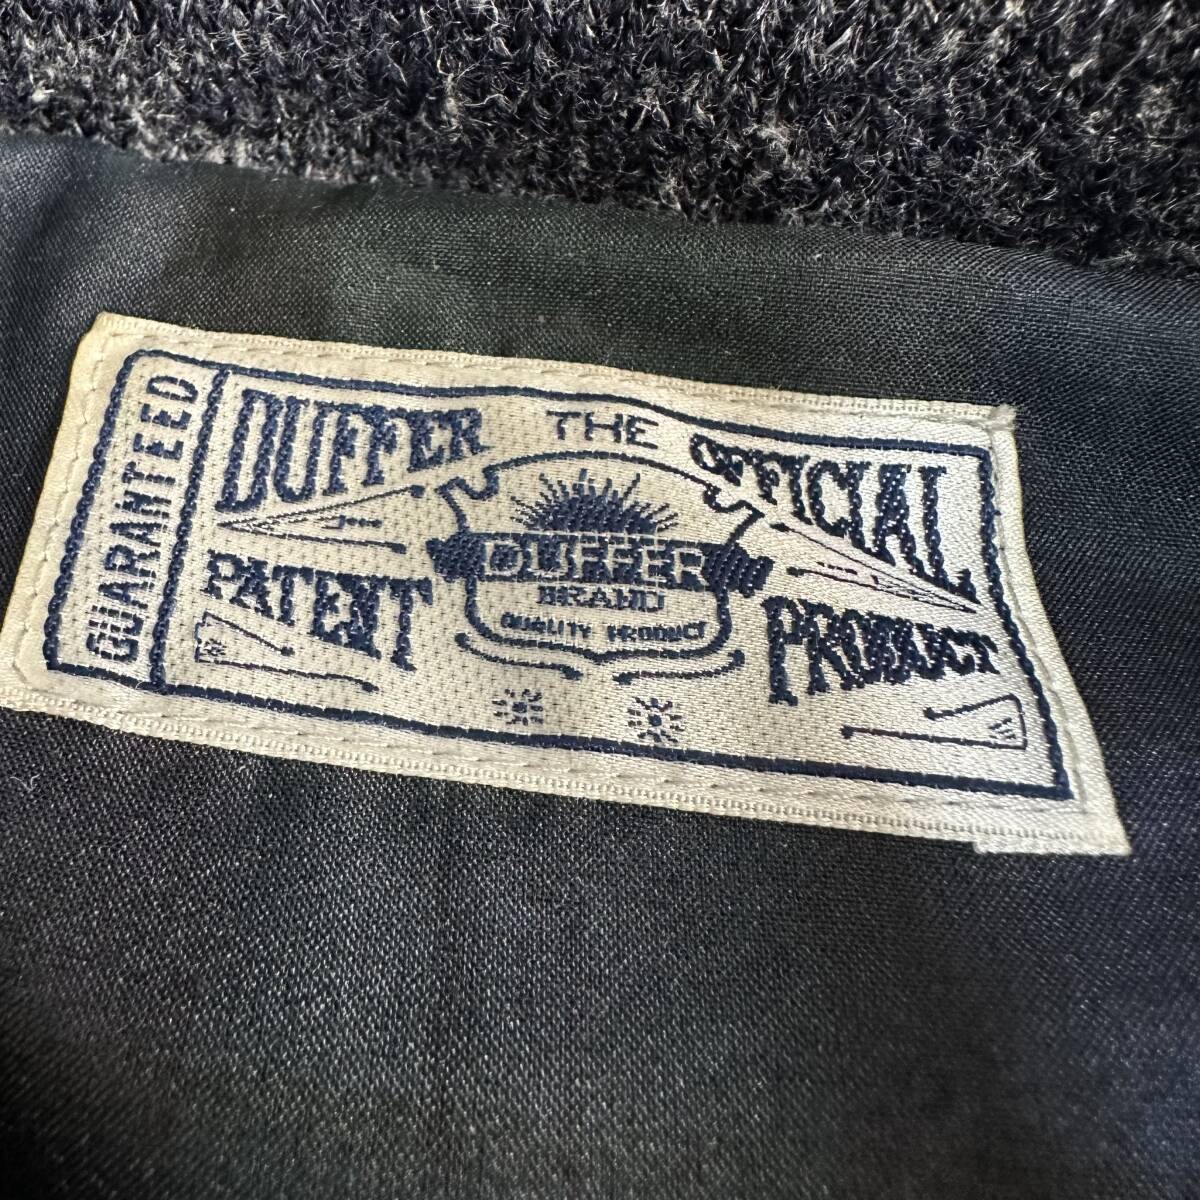 GUARANTEED
DUFFER THE OFFICIAL
PATENT PRODUCT
DUFFER
BRAND
QUALITY PRODUCT